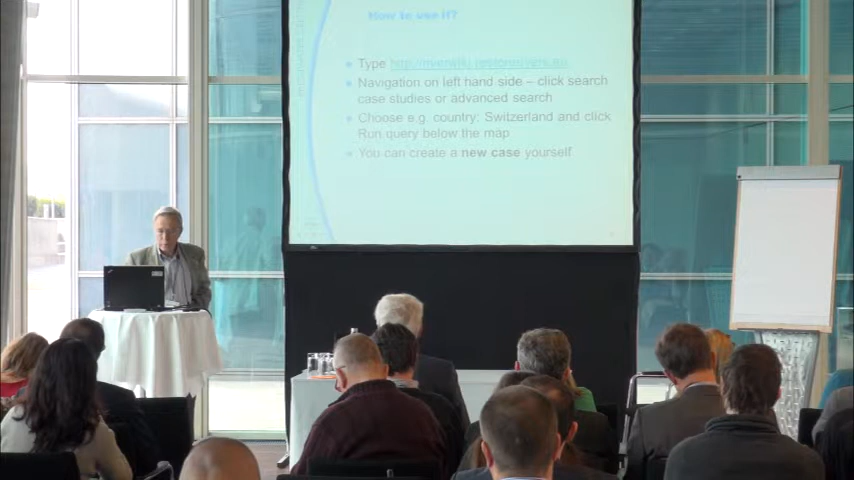 How to use it?
Type
Navigation on left hand side – click search
case studies or advanced search
Choose e.g. country: Switzerland and click
Run query below the map
You can create a new case yourself